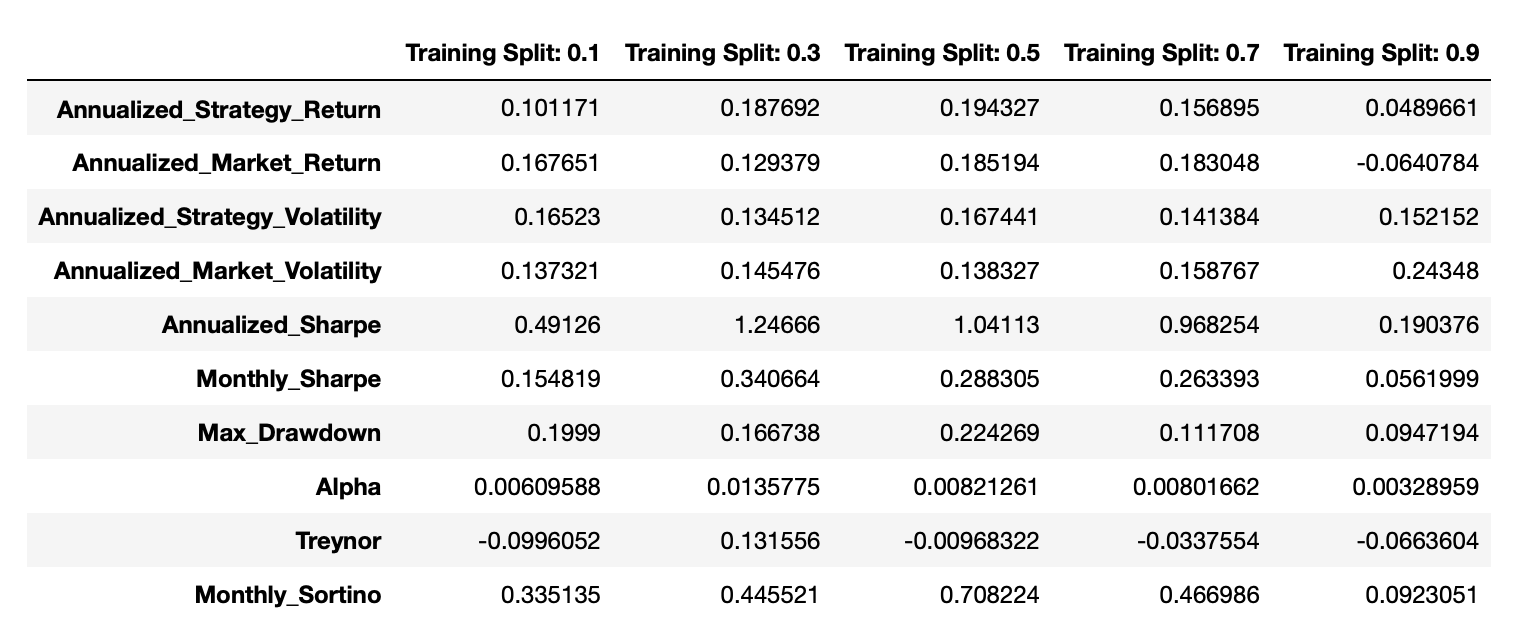 Training Split: 0.1 Training Split: 0.3 Training Split: 0.5 Training Split: 0.7 Training Split: 0.9
Annualized_Strategy_Return 0.101171 0.187692 0.194327 0.156895 0.0489661
Annualized_Market_Return 0.167651 0.129379 0.185194 0.183048 -0.0640784
Annualized_Strategy_Volatility 0.16523 0.134512 0.167441 0.141384 0.152152
Annualized_Market_Volatility 0.137321 0.145476 0.138327 0.158767 0.24348
Annualized_Sharpe 0.49126 1.24666 1.04113 0.968254 0.190376
Monthly_Sharpe 0.154819 0.340664 0.288305 0.263393 0.0561999
Max_Drawdown 0.1999 0.166738 0.224269 0.111708 0.0947194
Alpha 0.00609588 0.0135775 0.00821261 0.00801662 0.00328959
Treynor -0.0996052 0.131556 -0.00968322 -0.0337554 -0.0663604
Monthly_Sortino 0.335135 0.445521 0.708224 0.466986 0.0923051